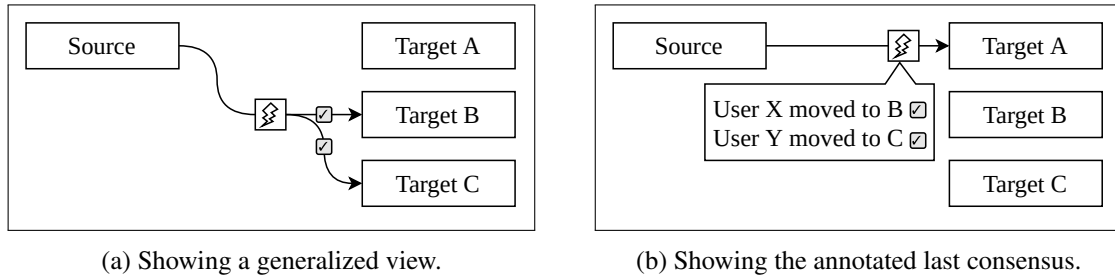 Source
Target A
Target B
Target C
(a) Showing a generalized view.
Source
Target A
User X moved to B
User Y moved to C
Target B
Target C
(b) Showing the annotated last consensus.